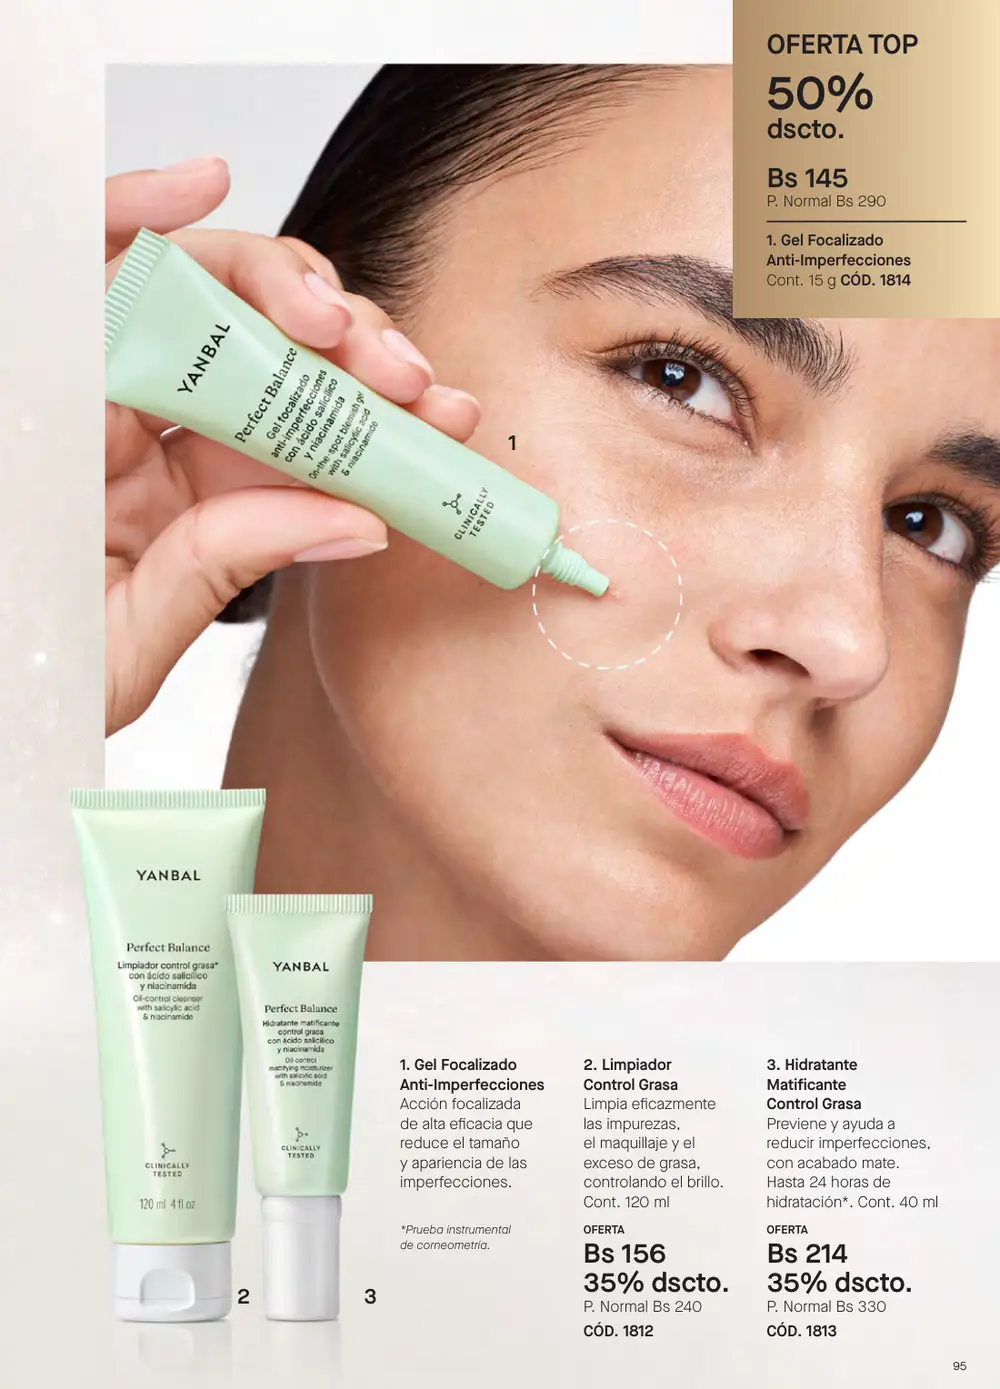 OFERTA TOP
50%
dscto.
Bs 145
P. Normal Bs 290
1. Gel Focalizado
Anti-Imperfecciones
Cont. 15 g CÓD. 1814
YANBAL
Perfect Balance
Gel focalizado
anti-imperfecciones
con ácido salicílico
y niacinamida
On-the-spot blemish gel
with salicylic acid
& niacinamide
CLINICALLY
TESTED
1
YANBAL
Perfect Balance
Limpiador control grasa*
con ácido salicílico
y niacinamida
Oil-control cleanser
with salicylic acid
& niacinamide
CLINICALLY
TESTED
120 ml 4 fl oz
2
YANBAL
Perfect Balance
Hidratante matificante
control grasa
con ácido salicílico
y niacinamida
Oil-control
mattifying moisturizer
with salicylic acid
& niacinamide
CLINICALLY
TESTED
3
1. Gel Focalizado
Anti-Imperfecciones
Acción focalizada
de alta eficacia que
reduce el tamaño
y apariencia de las
imperfecciones.
*Prueba instrumental
de corneometría.
2. Limpiador
Control Grasa
Limpia eficazmente
las impurezas,
el maquillaje y el
exceso de grasa,
controlando el brillo.
Cont. 120 ml
OFERTA
Bs 156
35% dscto.
P. Normal Bs 240
CÓD. 1812
3. Hidratante
Matificante
Control Grasa
Previene y ayuda a
reducir imperfecciones,
con acabado mate.
Hasta 24 horas de
hidratación*. Cont. 40 ml
OFERTA
Bs 214
35% dscto.
P. Normal Bs 330
CÓD. 1813
95